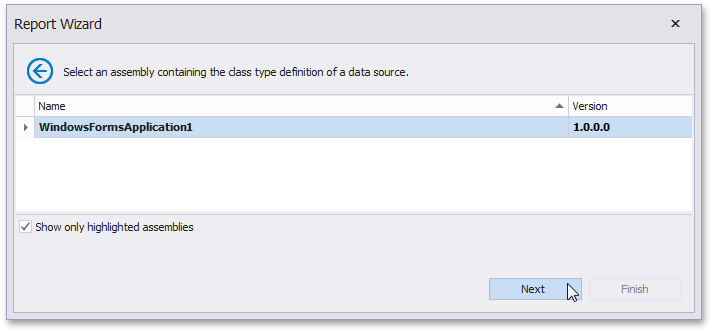 Report Wizard
Select an assembly containing the class type definition of a data source.
Name Version
WindowsFormsApplication1 1.0.0.0
Show only highlighted assemblies
Next Finish